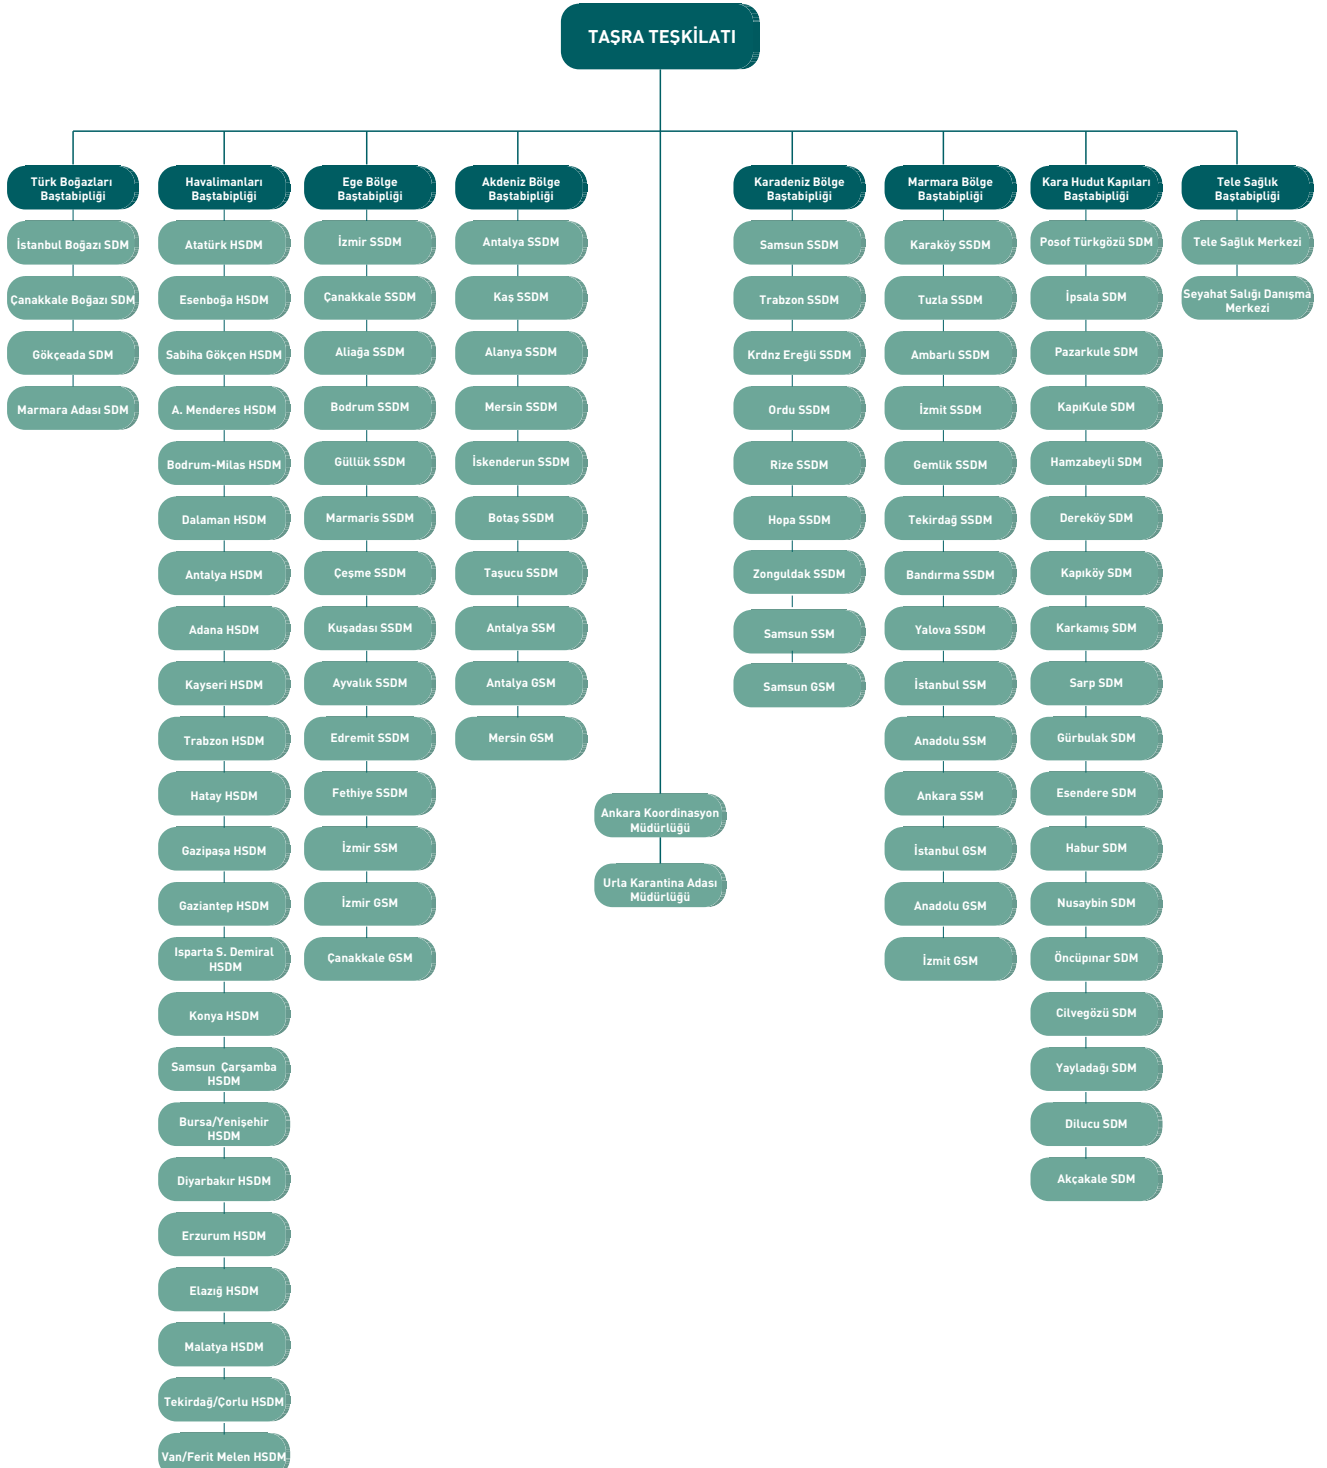 TAŞRA TEŞKİLATI
Türk Boğazları
Baştabipliği
İstanbul Boğazı SDM
Çanakkale Boğazı SDM
Gökçeada SDM
Marmara Adası SDM
Havalimanları
Baştabipliği
Atatürk HSDM
Esenboğa HSDM
Sabiha Gökçen HSDM
A. Menderes HSDM
Bodrum-Milas HSDM
Dalaman HSDM
Antalya HSDM
Adana HSDM
Kayseri HSDM
Trabzon HSDM
Hatay HSDM
Gazipaşa HSDM
Gaziantep HSDM
Isparta S. Demiral
HSDM
Konya HSDM
Samsun Çarşamba
HSDM
Bursa/Yenişehir
HSDM
Diyarbakır HSDM
Erzurum HSDM
Elazığ HSDM
Malatya HSDM
Tekirdağ/Çorlu HSDM
Van/Ferit Melen HSDM
Ege Bölge
Baştabipliği
İzmir SSDM
Çanakkale SSDM
Aliağa SSDM
Bodrum SSDM
Güllük SSDM
Marmaris SSDM
Çeşme SSDM
Kuşadası SSDM
Ayvalık SSDM
Edremit SSDM
Fethiye SSDM
İzmir SSM
İzmir GSM
Çanakkale GSM
Akdeniz Bölge
Baştabipliği
Antalya SSDM
Kaş SSDM
Alanya SSDM
Mersin SSDM
İskenderun SSDM
Botaş SSDM
Taşucu SSDM
Antalya SSM
Antalya GSM
Mersin GSM
Ankara Koordinasyon
Müdürlüğü
Urla Karantina Adası
Müdürlüğü
Karadeniz Bölge
Baştabipliği
Samsun SSDM
Trabzon SSDM
Krdnz Ereğli SSDM
Ordu SSDM
Rize SSDM
Hopa SSDM
Zonguldak SSDM
Samsun SSM
Samsun GSM
Marmara Bölge
Baştabipliği
Karaköy SSDM
Tuzla SSDM
Ambarlı SSDM
İzmit SSDM
Gemlik SSDM
Tekirdağ SSDM
Bandırma SSDM
Yalova SSDM
İstanbul SSM
Anadolu SSM
Ankara SSM
İstanbul GSM
Anadolu GSM
İzmit GSM
Kara Hudut Kapıları
Baştabipliği
Posof Türkgözü SDM
İpsala SDM
Pazarkule SDM
KapıKule SDM
Hamzabeyli SDM
Dereköy SDM
Kapıköy SDM
Karkamış SDM
Sarp SDM
Gürbulak SDM
Esendere SDM
Habur SDM
Nusaybin SDM
Öncüpınar SDM
Cilvegözü SDM
Yayladağı SDM
Dilucu SDM
Akçakale SDM
Tele Sağlık
Baştabipliği
Tele Sağlık Merkezi
Seyahat Salığı Danışma
Merkezi